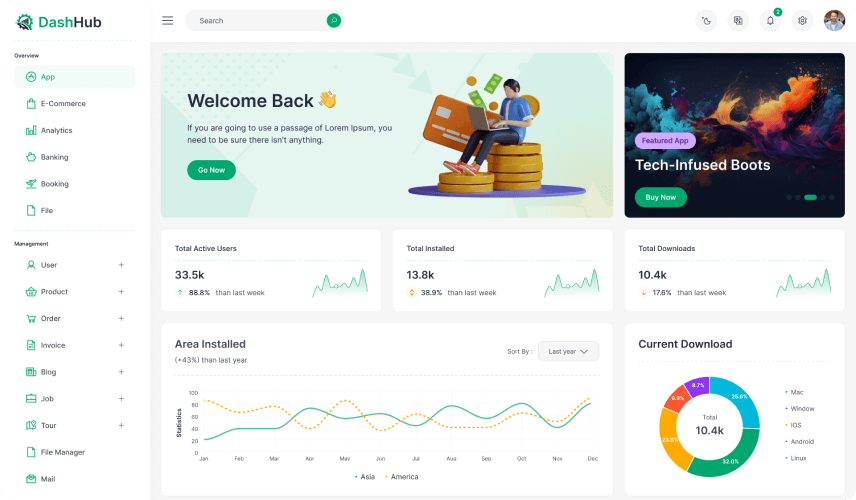 DashHub
Search
2
Overview
App
E-Commerce
Analytics
Banking
Booking
File
Management
User +
Product +
Order +
Invoice +
Blog +
Job +
Tour +
File Manager
Mail
Welcome Back
If you are going to use a passage of Lorem Ipsum, you
need to be sure there isn't anything.
Go Now
Featured App
Tech-Infused Boots
Buy Now
Total Active Users
33.5k
88.8% than last week
Total Installed
13.8k
38.9% than last week
Total Downloads
10.4k
17.6% than last week
Area Installed
(+43%) than last year
Sort By :
Last year
Statistics
100
80
60
40
20
0
Jan Feb Mar Apr May Jun Jul Aug Sep Oct Nov Dec
Asia America
Current Download
8.7%
25.6%
9.9%
23.8%
32.0%
Total
10.4k
Mac
Window
IOS
Android
Linux